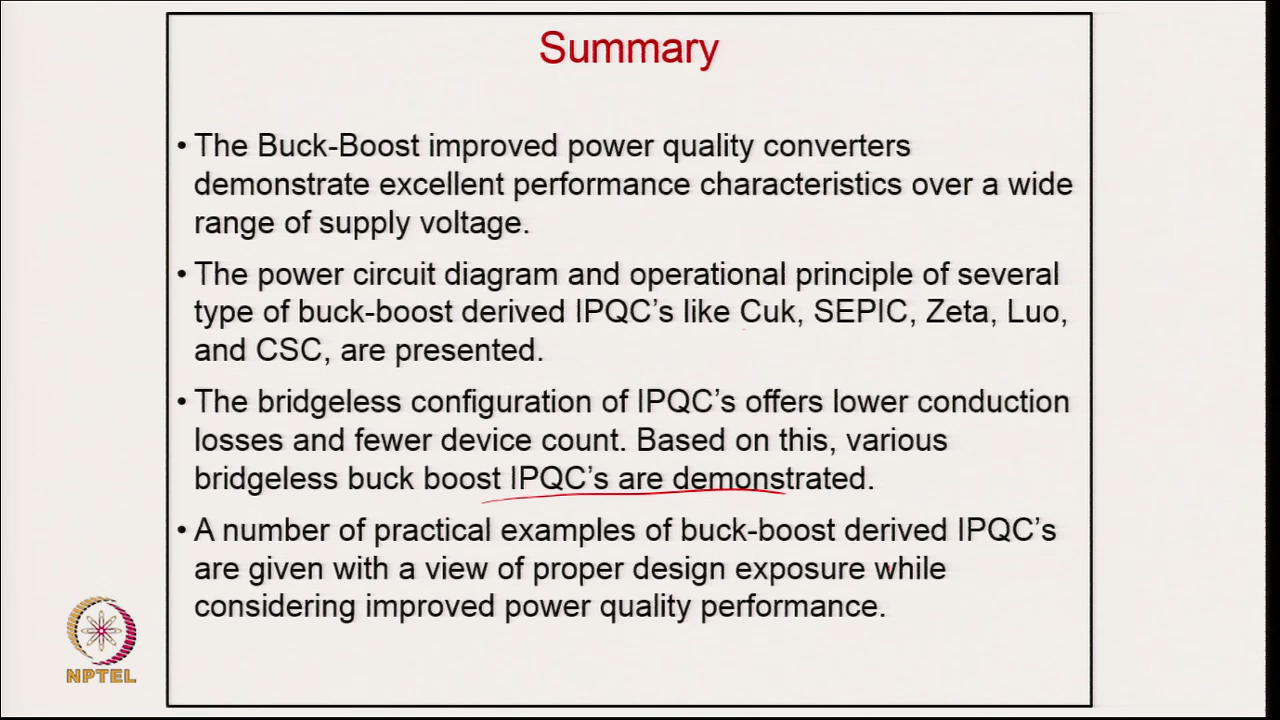 Summary
• The Buck-Boost improved power quality converters
demonstrate excellent performance characteristics over a wide
range of supply voltage.
• The power circuit diagram and operational principle of several
type of buck-boost derived IPQC's like Cuk, SEPIC, Zeta, Luo,
and CSC, are presented.
• The bridgeless configuration of IPQC's offers lower conduction
losses and fewer device count. Based on this, various
bridgeless buck boost IPQC's are demonstrated.
• A number of practical examples of buck-boost derived IPQC's
are given with a view of proper design exposure while
considering improved power quality performance.
NPTEL